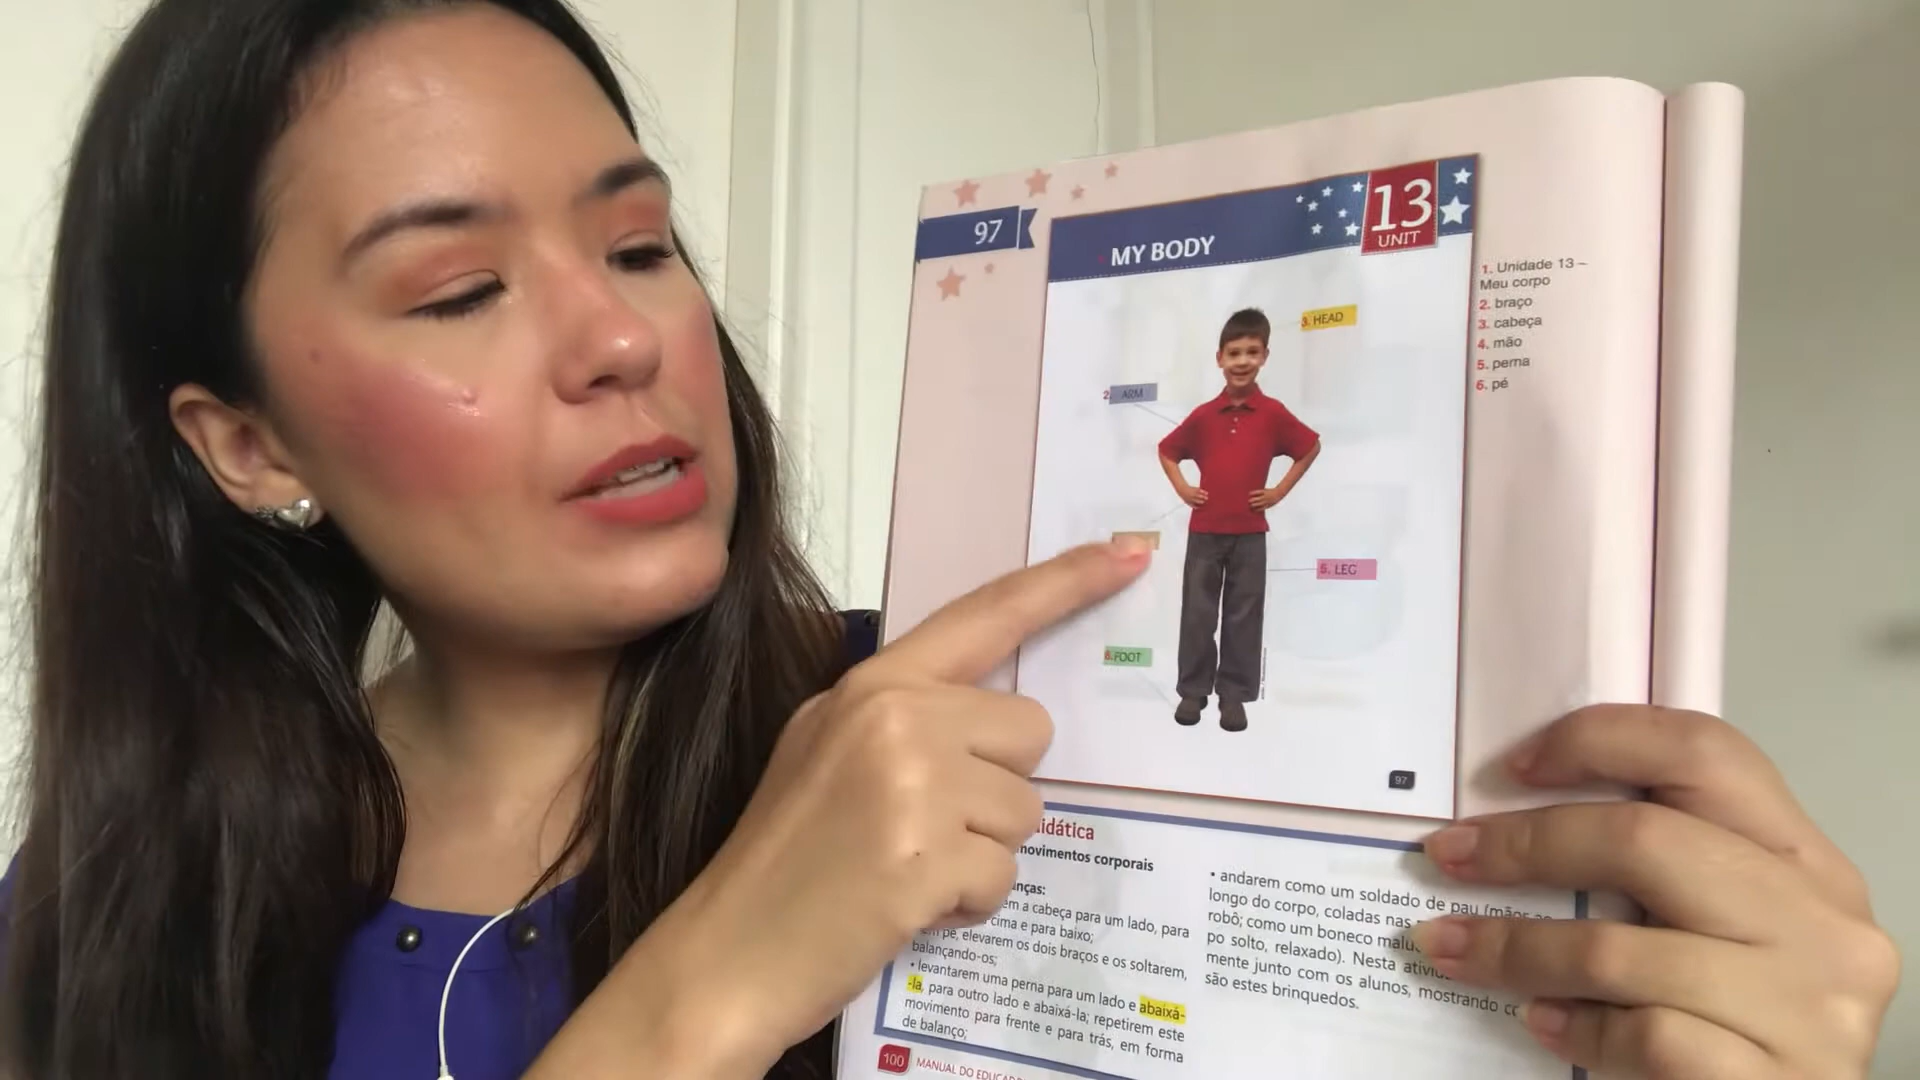 97
MY BODY
13
UNIT
3. HEAD
2. ARM
5. LEG
6. FOOT
97
1. Unidade 13 –
Meu corpo
2. braço
3. cabeça
4. mão
5. perna
6. pé
movimentos corporais
a cabeça para um lado, para
cima e para baixo;
pé, elevarem os dois braços e os soltarem,
balançando-os;
• levantarem uma perna para um lado e abaixá-
-la, para outro lado e abaixá-la; repetirem este
movimento para frente e para trás, em forma
de balanço;
• andarem como um soldado de pau (mãos ao
longo do corpo, coladas nas
robô; como um boneco
po solto, relaxado). Nesta
mente junto com os alunos, mostrando
são estes brinquedos.
100
MANUAL DO